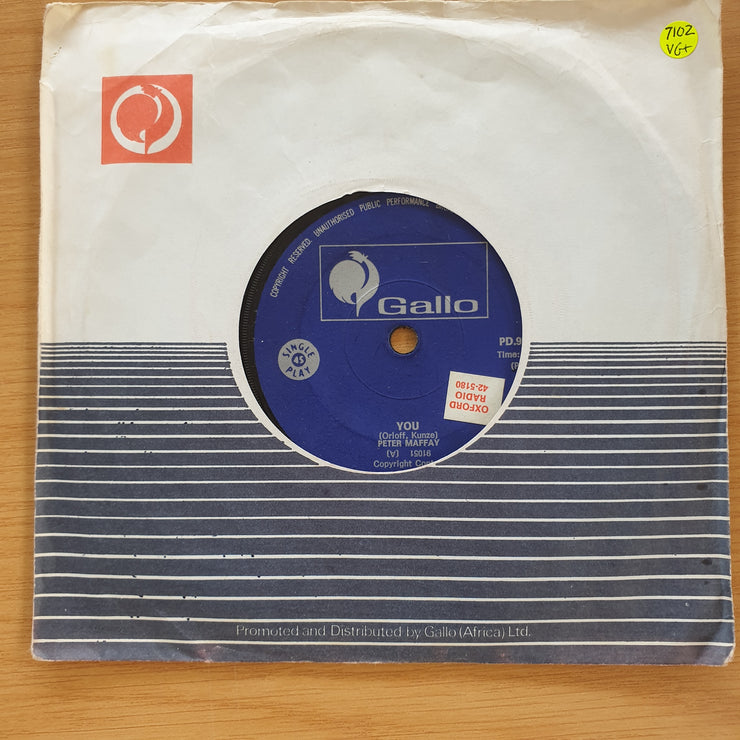 7102
VG+
COPYRIGHT RESERVED. UNAUTHORISED PUBLIC PERFORMANCE
Gallo
SINGLE
45
PLAY
PD.9
Time:
OXFORD
RADIO
42-5180
YOU
(Orloff, Kunze)
PETER MAFFAY
(A) 91051
Copyright
Promoted and Distributed by Gallo (Africa) Ltd.